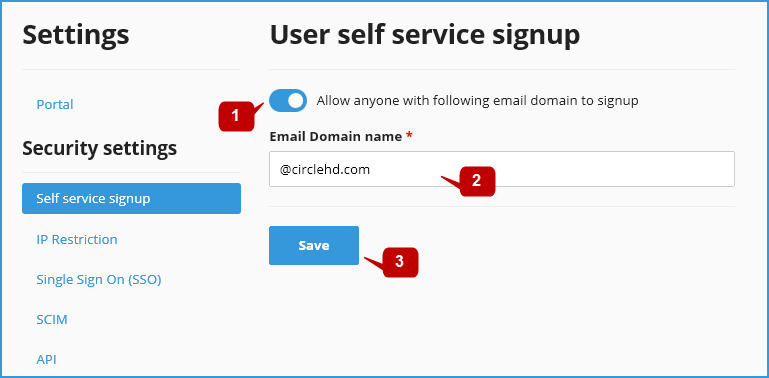 Settings
Portal
Security settings
Self service signup
IP Restriction
Single Sign On (SSO)
SCIM
API
User self service signup
1
Allow anyone with following email domain to signup
Email Domain name *
@circlehd.com
2
Save
3